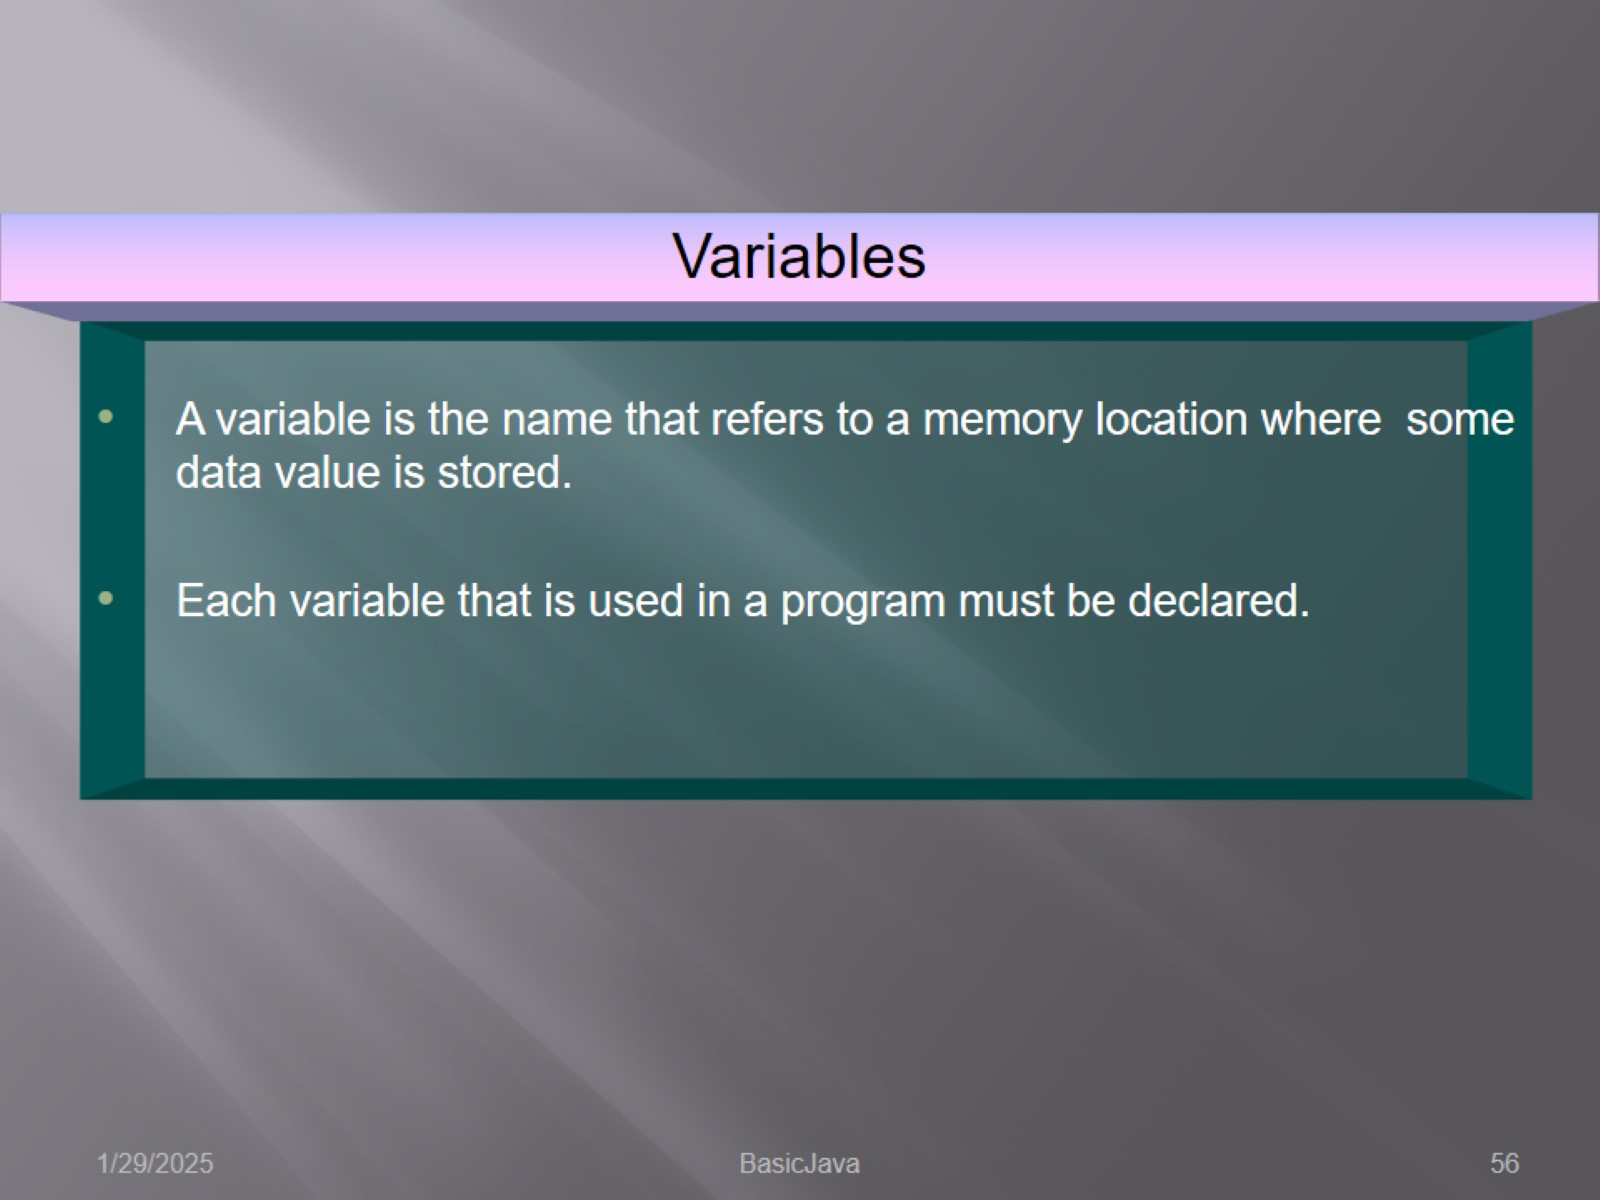 Variables
• A variable is the name that refers to a memory location where  some
data value is stored.
• Each variable that is used in a program must be declared.
1/29/2025
BasicJava
56